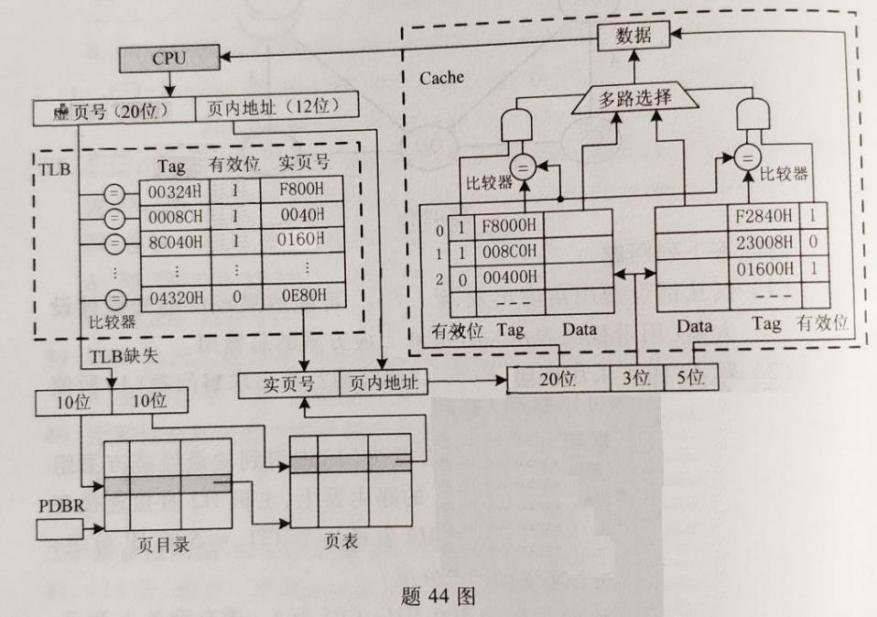 数据
CPU
Cache
虚页号（20位） 页内地址（12位）
多路选择
TLB Tag 有效位 实页号
= 00324H 1 F800H
= 0008CH 1 0040H
= 8C040H 1 0160H
⋮ ⋮ ⋮
= 04320H 0 0E80H
比较器
= =
比较器 比较器
0 1 F8000H F2840H 1
1 1 008C0H 23008H 0
2 0 00400H 01600H 1
... ... ... ...
有效位 Tag Data Data Tag 有效位
TLB缺失
实页号 页内地址 20位 3位 5位
10位 10位
PDBR
页目录 页表
题 44 图